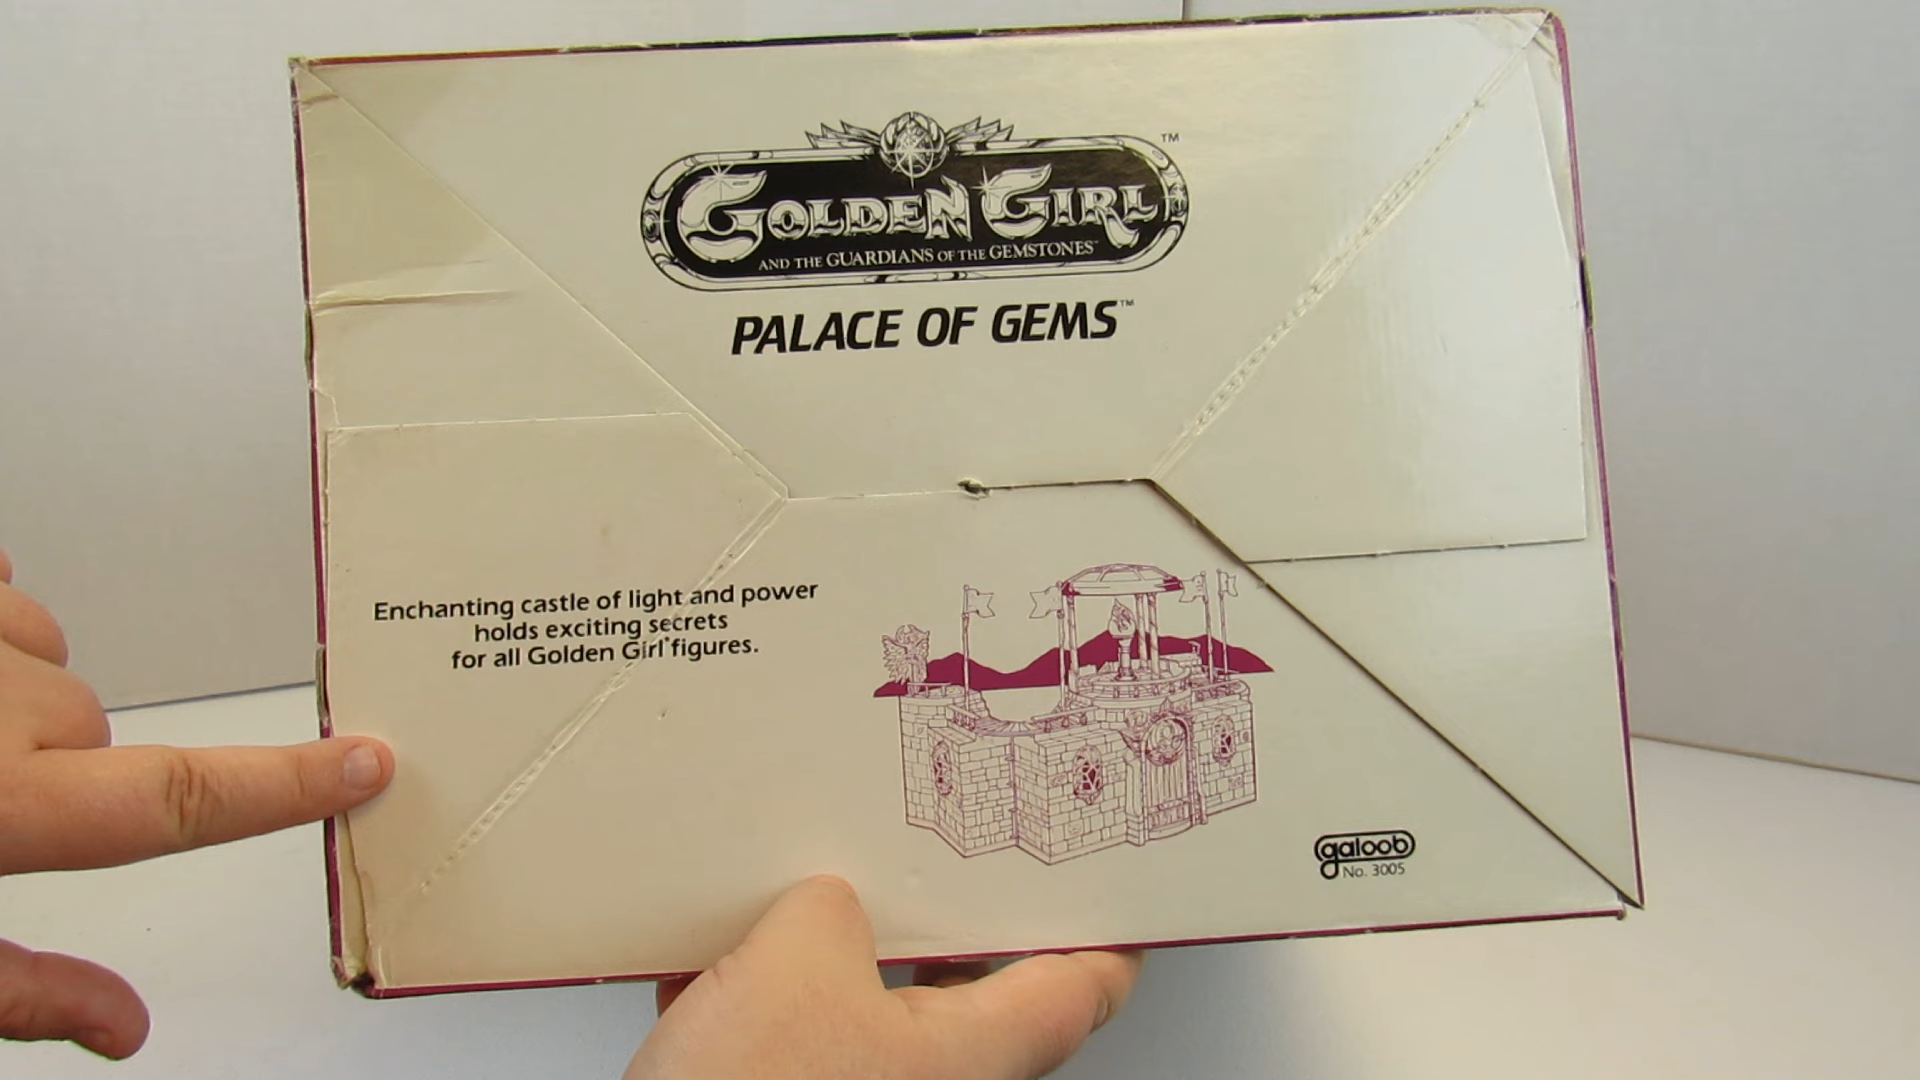 GOLDEN GIRL™
AND THE GUARDIANS OF THE GEMSTONES™
PALACE OF GEMS™
Enchanting castle of light and power
holds exciting secrets
for all Golden Girl™ figures.
galoob
No. 3005